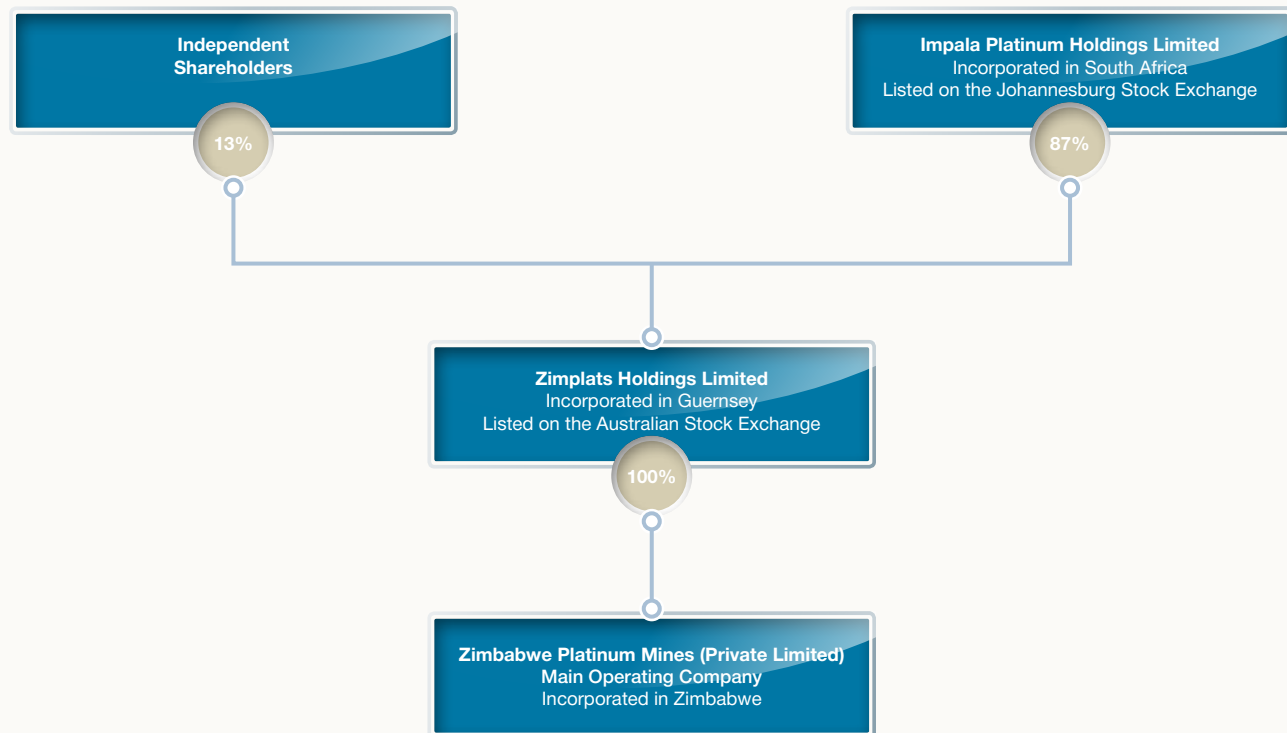 Independent
Shareholders
13%
Impala Platinum Holdings Limited
Incorporated in South Africa
Listed on the Johannesburg Stock Exchange
87%
Zimplats Holdings Limited
Incorporated in Guernsey
Listed on the Australian Stock Exchange
100%
Zimbabwe Platinum Mines (Private Limited)
Main Operating Company
Incorporated in Zimbabwe